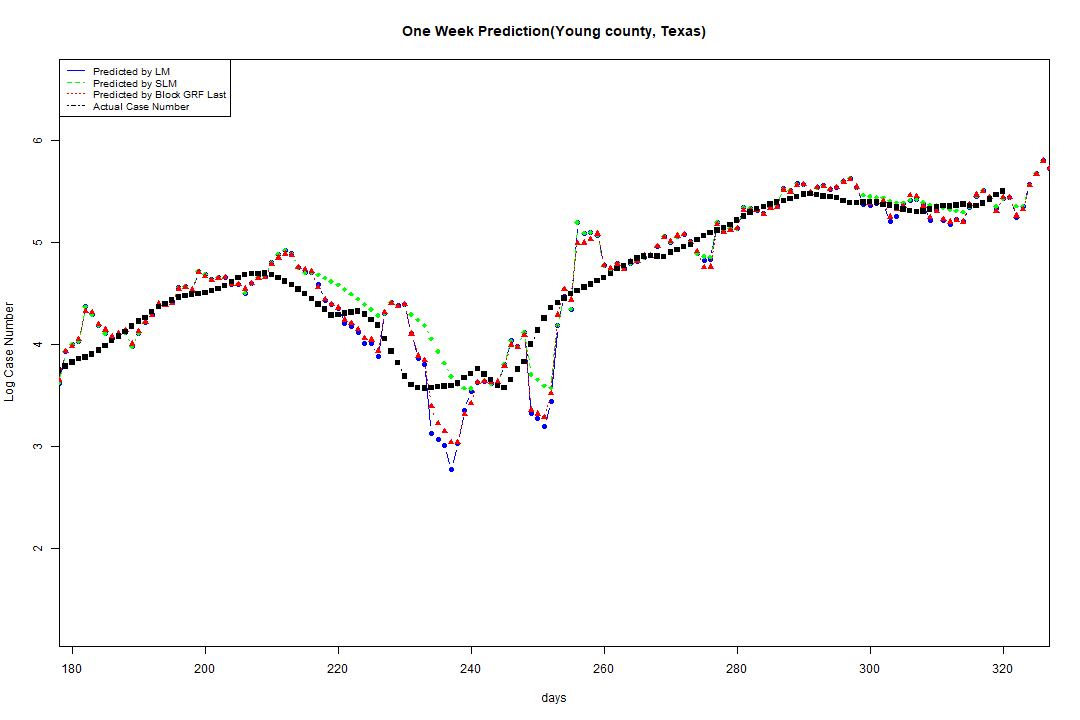 One Week Prediction(Young county, Texas)
Predicted by LM
Predicted by SLM
Predicted by Block GRF Last
Actual Case Number
6
5
4
3
2
Log Case Number
180 200 220 240 260 280 300 320
days